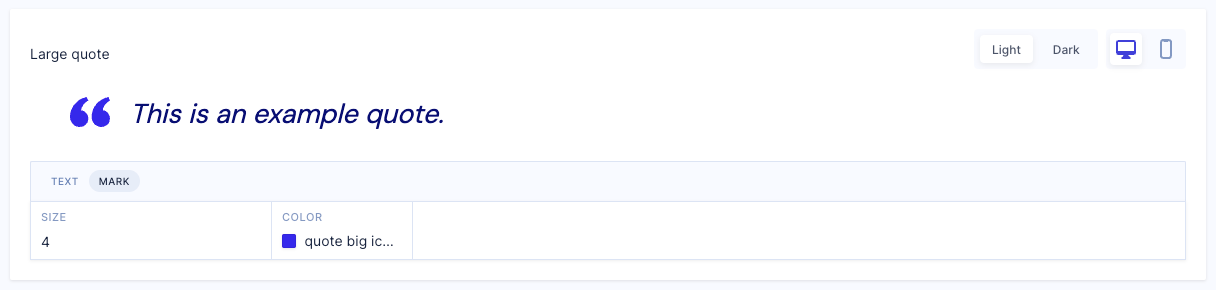 Large quote
Light
Dark
“ This is an example quote.
TEXT
MARK
SIZE
COLOR
4
quote big ic...